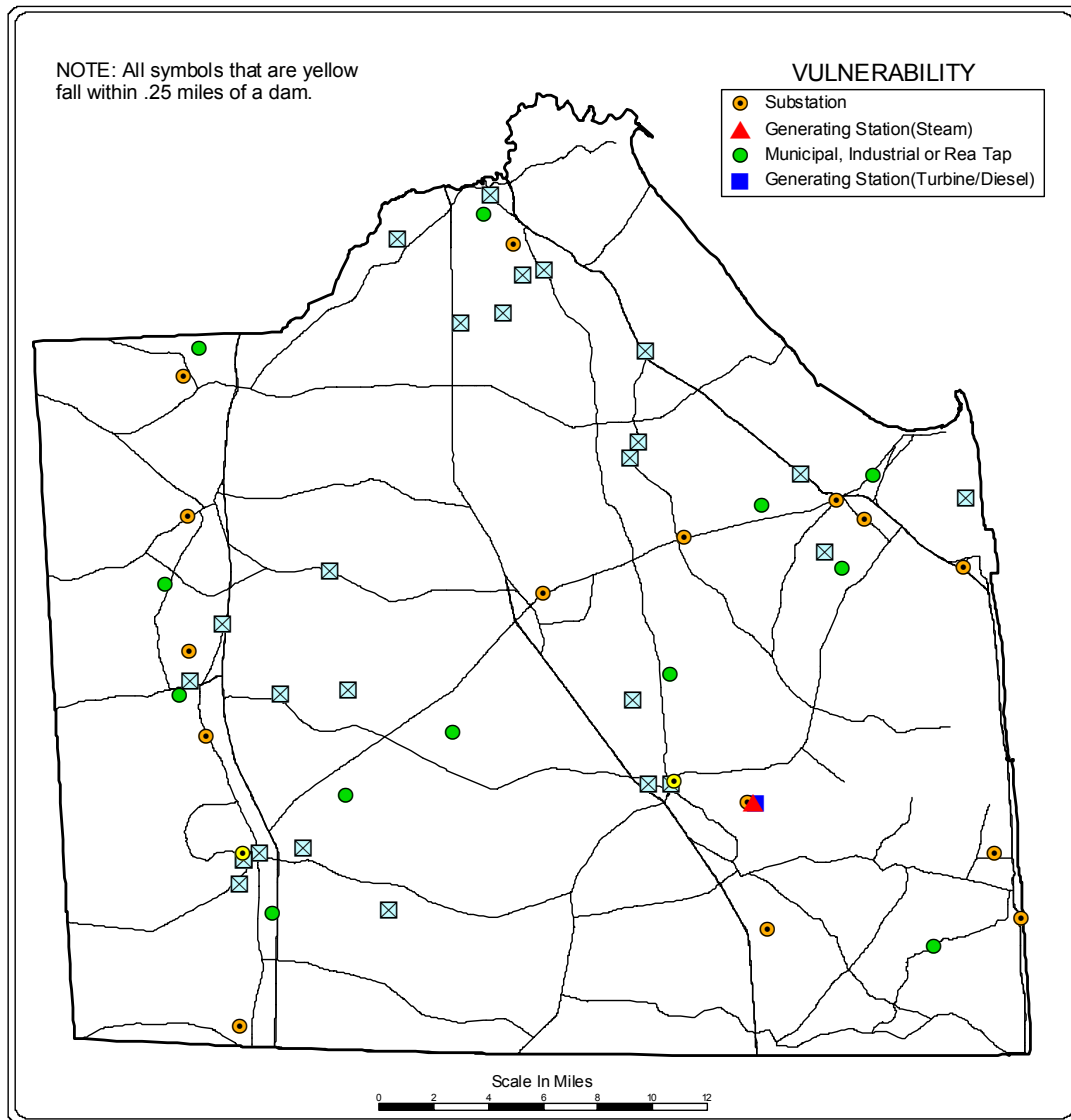 NOTE: All symbols that are yellow
fall within .25 miles of a dam.
VULNERABILITY
Substation
Generating Station(Steam)
Municipal, Industrial or Rea Tap
Generating Station(Turbine/Diesel)
Scale In Miles
0 2 4 6 8 10 12